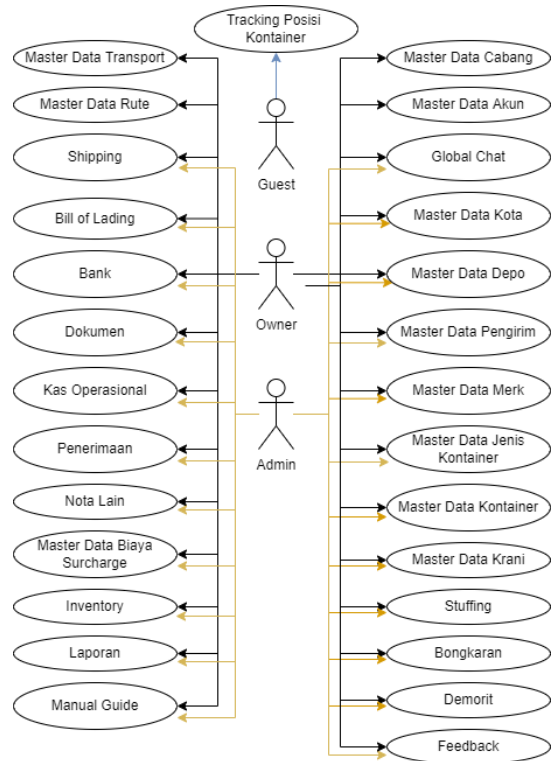 Tracking Posisi
Kontainer
Master Data Transport
Master Data Rute
Shipping
Bill of Lading
Bank
Dokumen
Kas Operasional
Penerimaan
Nota Lain
Master Data Biaya
Surcharge
Inventory
Laporan
Manual Guide
Guest
Owner
Admin
Master Data Cabang
Master Data Akun
Global Chat
Master Data Kota
Master Data Depo
Master Data Pengirim
Master Data Merk
Master Data Jenis
Kontainer
Master Data Kontainer
Master Data Krani
Stuffing
Bongkaran
Demorit
Feedback